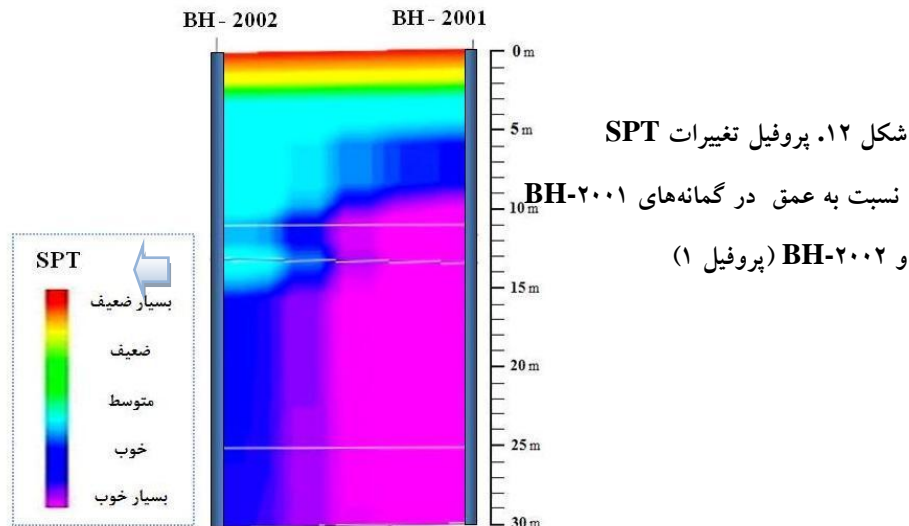 BH - 2002
BH - 2001
0 m
5 m
10 m
15 m
20 m
25 m
30 m
SPT
بسیار ضعیف
ضعیف
متوسط
خوب
بسیار خوب
شکل ۱۲. پروفیل تغییرات SPT
نسبت به عمق در گمانه‌های BH-۲۰۰۱
و BH-۲۰۰۲ (پروفیل ۱)